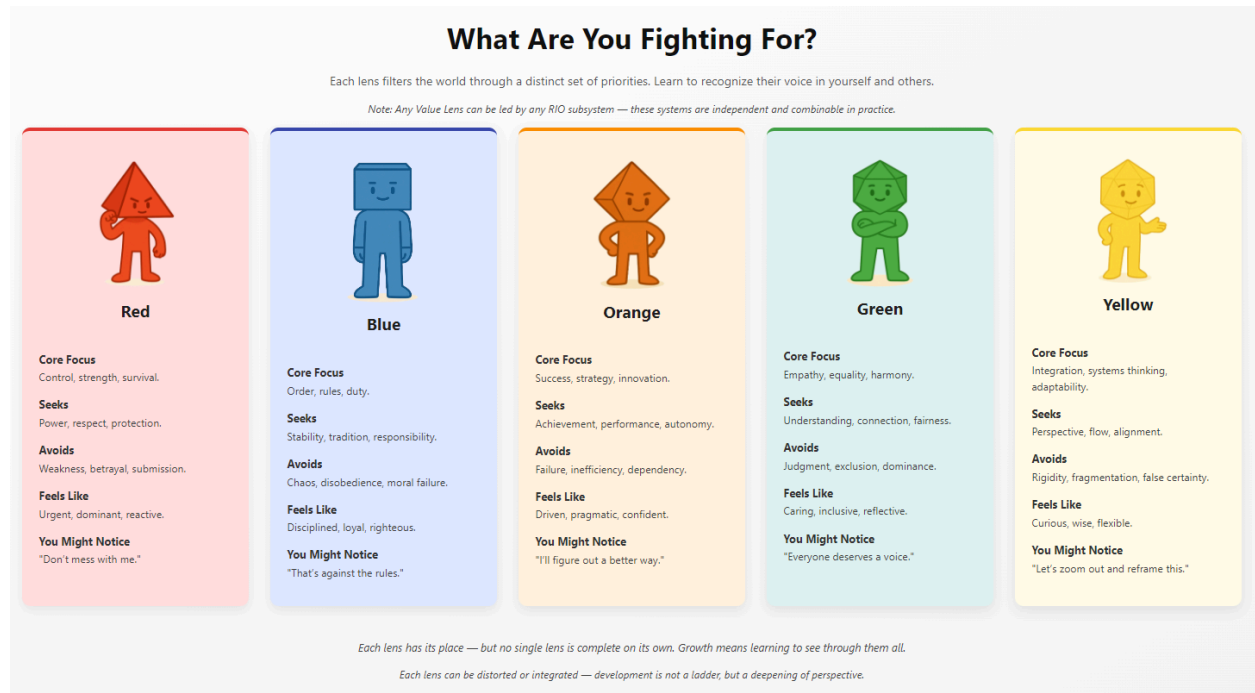 What Are You Fighting For?
Each lens filters the world through a distinct set of priorities. Learn to recognize their voice in yourself and others.
Note: Any Value Lens can be led by any RIO subsystem — these systems are independent and combinable in practice.
Red
Core Focus
Control, strength, survival.
Seeks
Power, respect, protection.
Avoids
Weakness, betrayal, submission.
Feels Like
Urgent, dominant, reactive.
You Might Notice
"Don't mess with me."
Blue
Core Focus
Order, rules, duty.
Seeks
Stability, tradition, responsibility.
Avoids
Chaos, disobedience, moral failure.
Feels Like
Disciplined, loyal, righteous.
You Might Notice
"That's against the rules."
Orange
Core Focus
Success, strategy, innovation.
Seeks
Achievement, performance, autonomy.
Avoids
Failure, inefficiency, dependency.
Feels Like
Driven, pragmatic, confident.
You Might Notice
"I'll figure out a better way."
Green
Core Focus
Empathy, equality, harmony.
Seeks
Understanding, connection, fairness.
Avoids
Judgment, exclusion, dominance.
Feels Like
Caring, inclusive, reflective.
You Might Notice
"Everyone deserves a voice."
Yellow
Core Focus
Integration, systems thinking,
adaptability.
Seeks
Perspective, flow, alignment.
Avoids
Rigidity, fragmentation, false certainty.
Feels Like
Curious, wise, flexible.
You Might Notice
"Let's zoom out and reframe this."
Each lens has its place — but no single lens is complete on its own. Growth means learning to see through them all.
Each lens can be distorted or integrated — development is not a ladder, but a deepening of perspective.